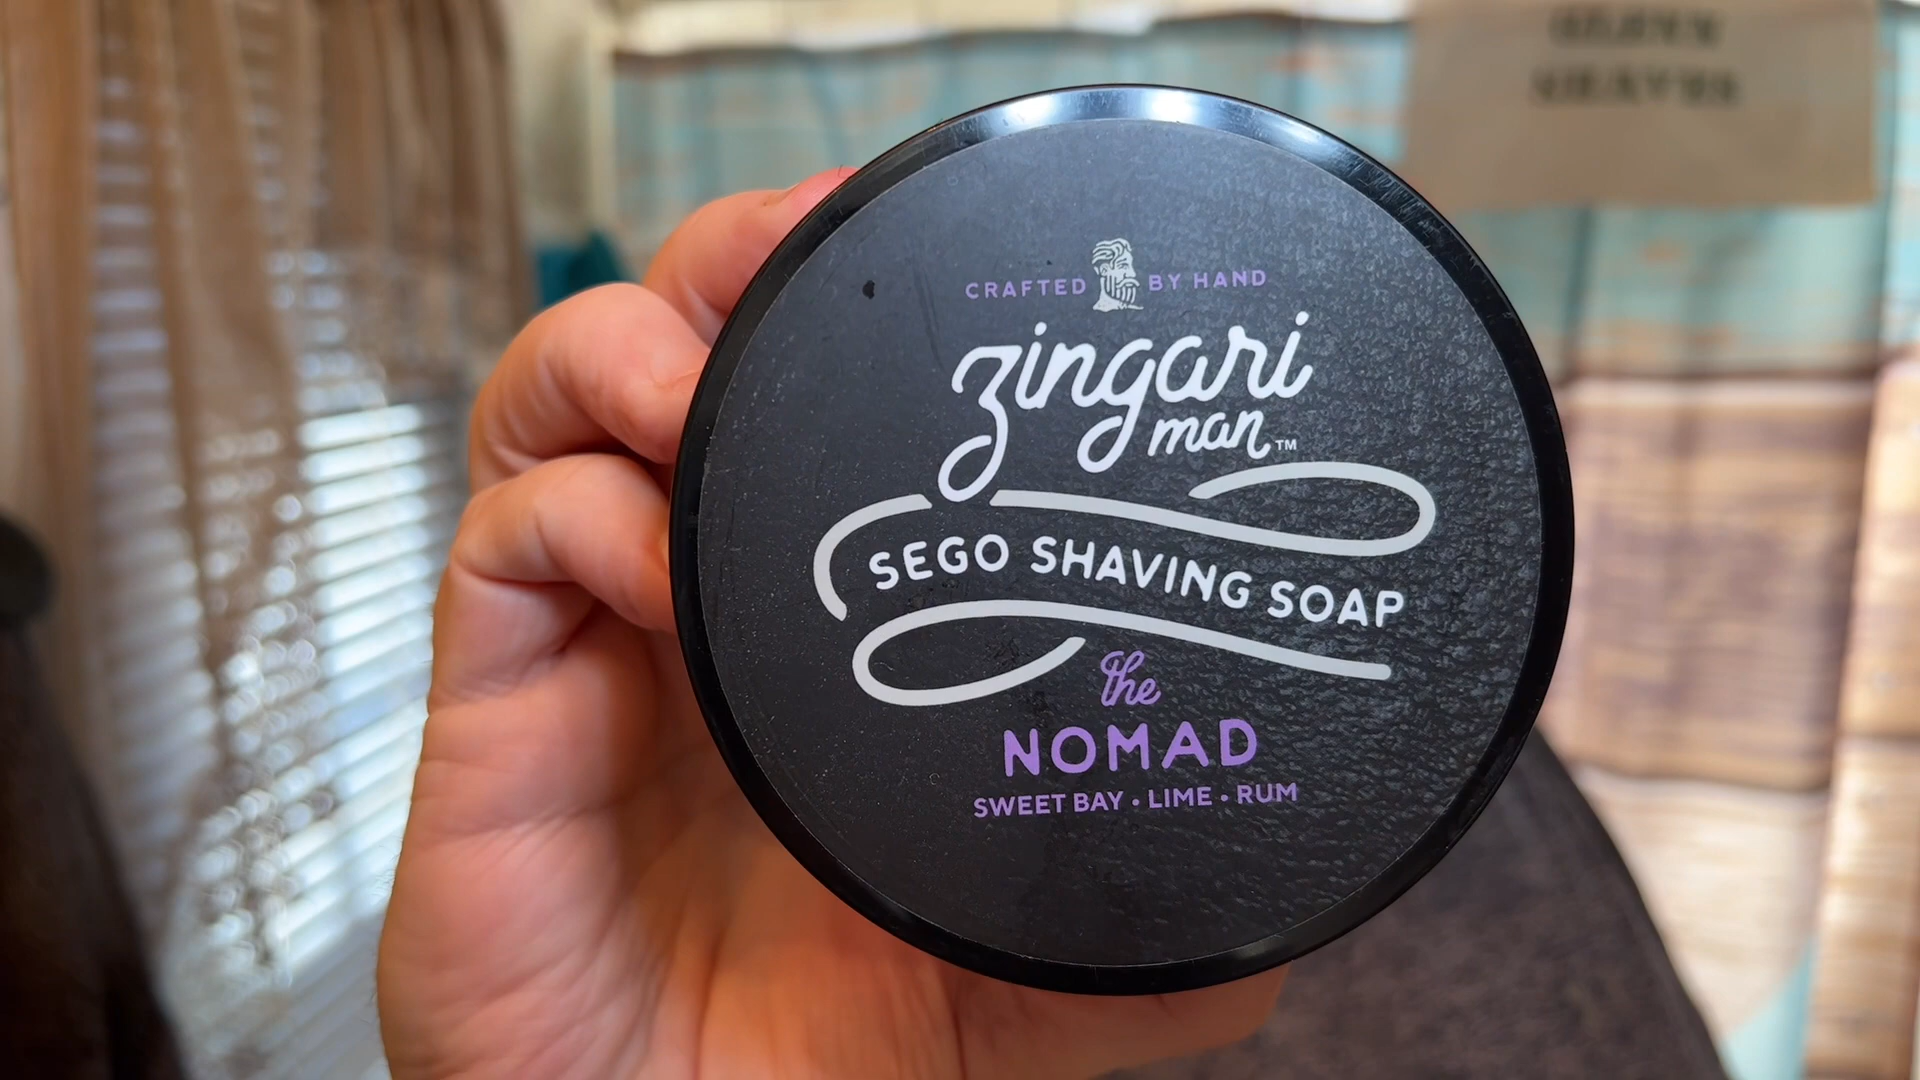 CRAFTED BY HAND
zingari
man™
SEGO SHAVING SOAP
the
NOMAD
SWEET BAY • LIME • RUM